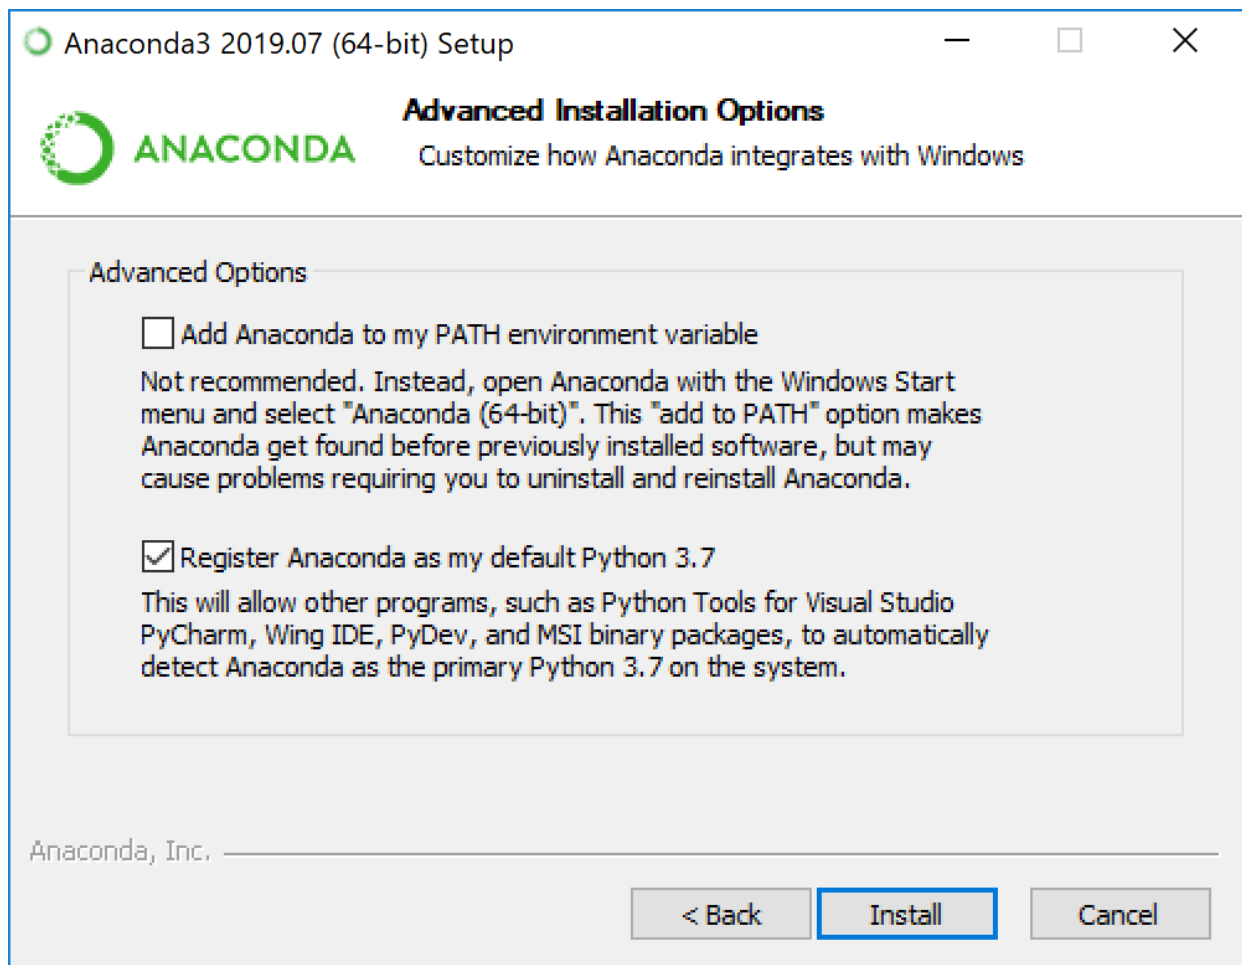 Anaconda3 2019.07 (64-bit) Setup
ANACONDA
Advanced Installation Options
Customize how Anaconda integrates with Windows
Advanced Options
Add Anaconda to my PATH environment variable
Not recommended. Instead, open Anaconda with the Windows Start
menu and select "Anaconda (64-bit)". This "add to PATH" option makes
Anaconda get found before previously installed software, but may
cause problems requiring you to uninstall and reinstall Anaconda.
Register Anaconda as my default Python 3.7
This will allow other programs, such as Python Tools for Visual Studio
PyCharm, Wing IDE, PyDev, and MSI binary packages, to automatically
detect Anaconda as the primary Python 3.7 on the system.
Anaconda, Inc.
< Back Install Cancel